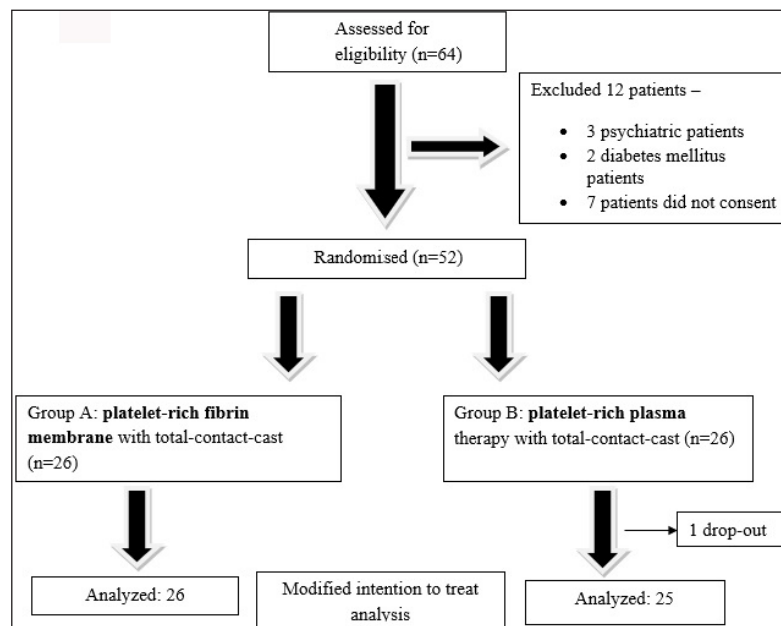 Assessed for
eligibility (n=64)
Excluded 12 patients –
• 3 psychiatric patients
• 2 diabetes mellitus
patients
• 7 patients did not consent
Randomised (n=52)
Group A: platelet-rich fibrin
membrane with total-contact-cast
(n=26)
Group B: platelet-rich plasma
therapy with total-contact-cast (n=26)
1 drop-out
Analyzed: 26
Modified intention to treat
analysis
Analyzed: 25